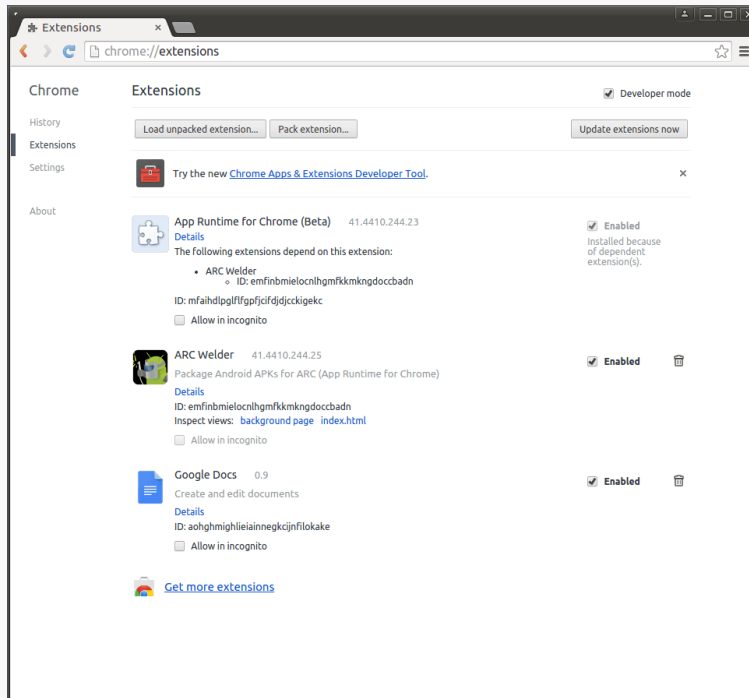 Extensions
chrome://extensions
Chrome
History
Extensions
Settings
About
Extensions
Developer mode
Load unpacked extension...
Pack extension...
Update extensions now
Try the new Chrome Apps & Extensions Developer Tool.
App Runtime for Chrome (Beta) 41.4410.244.23
Details
The following extensions depend on this extension:
ARC Welder
ID: emfinbmielocnlhgmfkkmkngdoccbadn
ID: mfaihdlpglflfgpfjcifdjdjcckigekc
Allow in incognito
Enabled
Installed because
of dependent
extension(s).
ARC Welder 41.4410.244.25
Package Android APKs for ARC (App Runtime for Chrome)
Details
ID: emfinbmielocnlhgmfkkmkngdoccbadn
Inspect views: background page index.html
Allow in incognito
Enabled
Google Docs 0.9
Create and edit documents
Details
ID: aohghmighlieiainnegkcijnfilokake
Allow in incognito
Enabled
Get more extensions